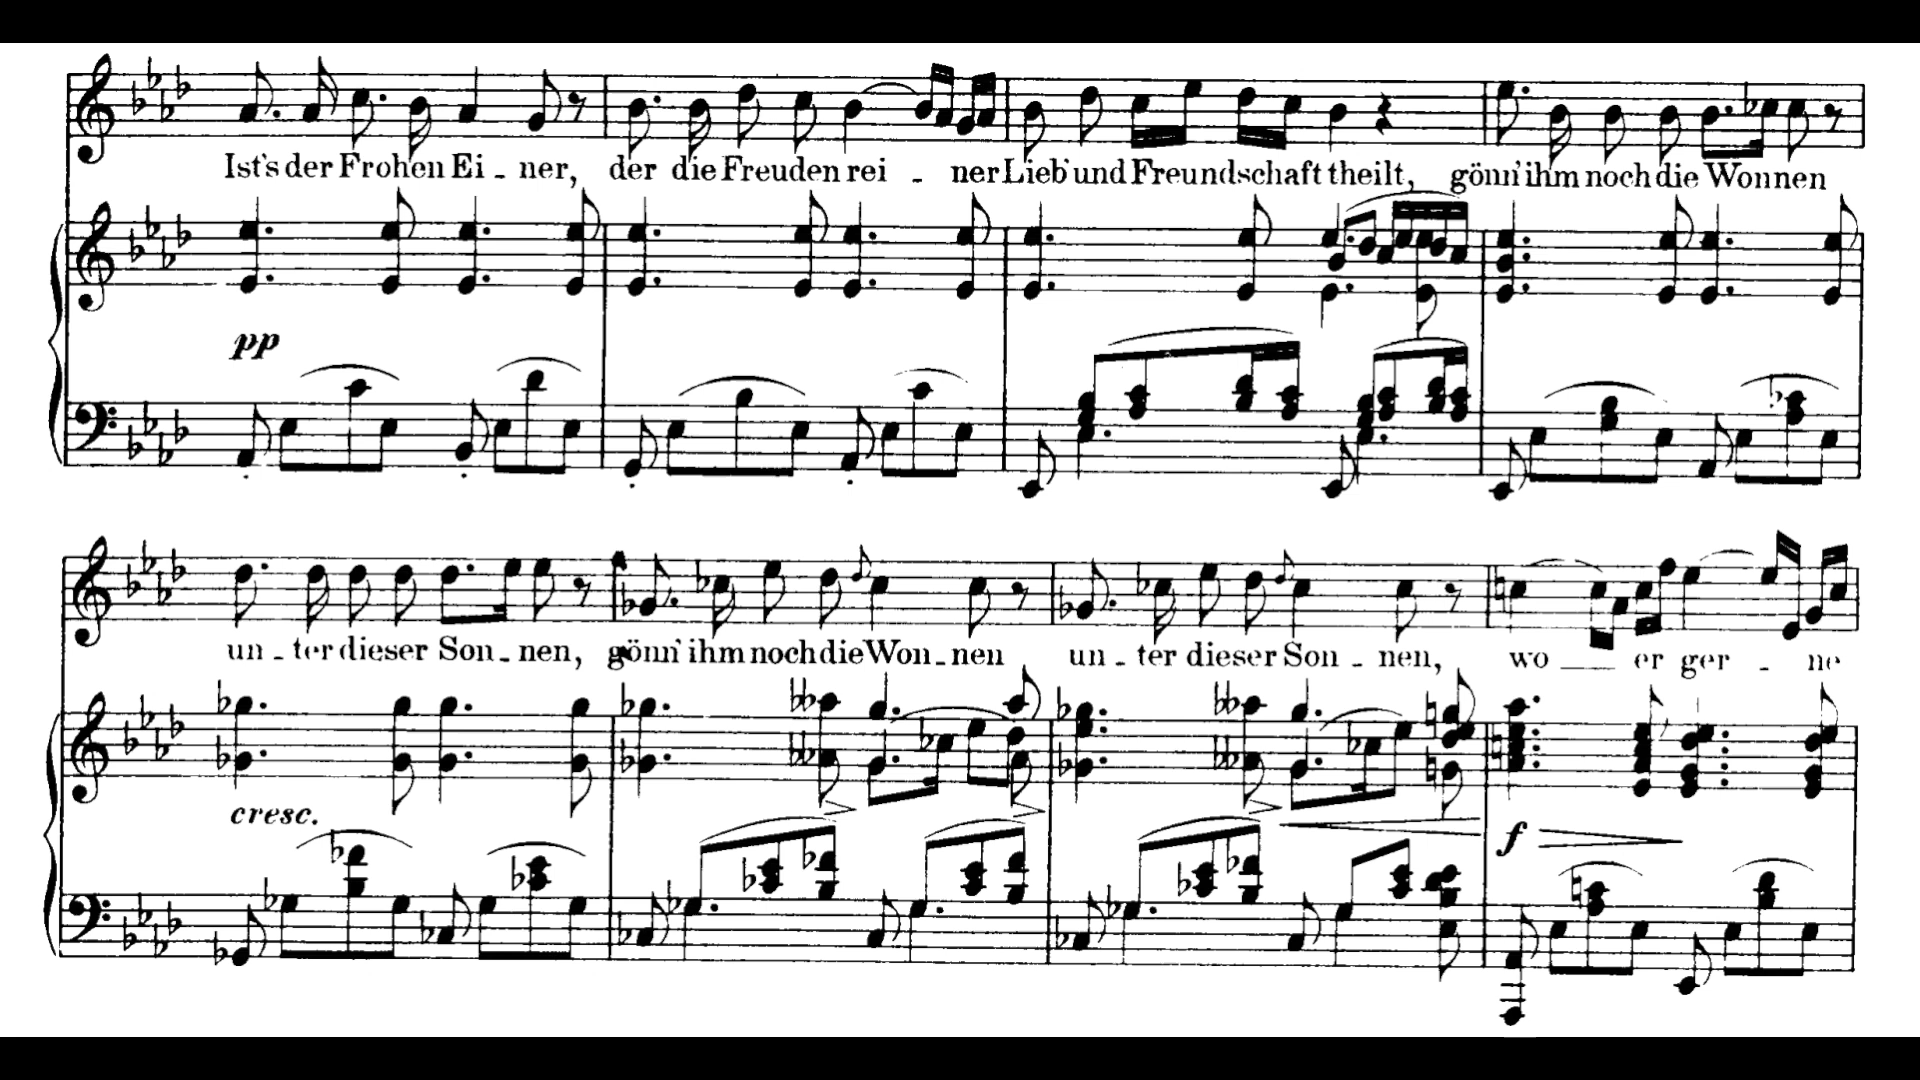 Ist's der Frohen Ei - ner, der die Freuden rei - ner Lieb' und Freundschaft theilt, gönn' ihm noch die Wonnen
pp
un - ter dieser Son - nen, gönn' ihm noch die Won - nen un - ter dieser Son - nen, wo er ger - ne
cresc.
f